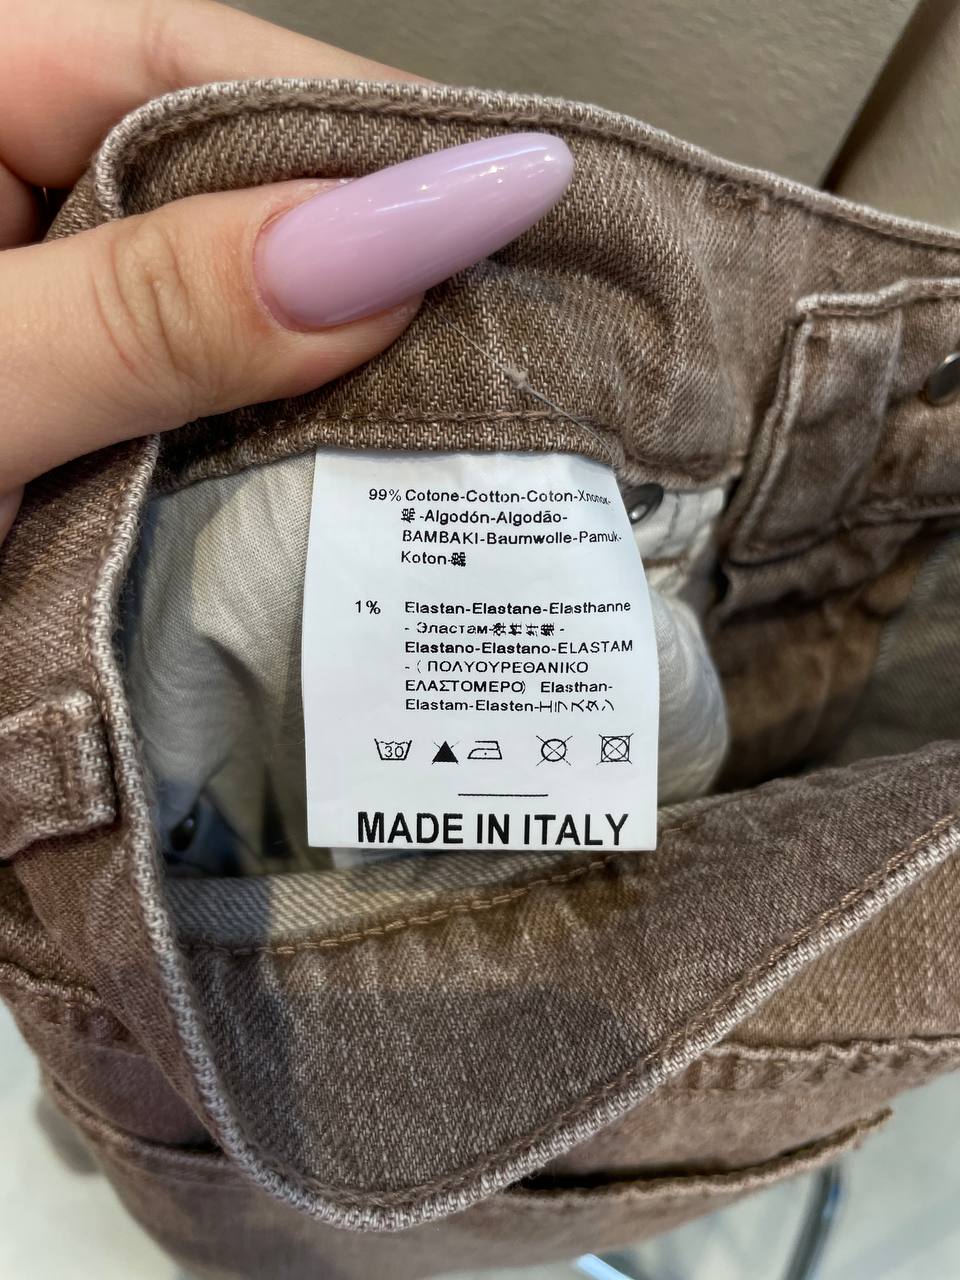 99% Cotone-Cotton-Coton-Хлопок-
-Algodón-Algodão-
BAMBAKI-Baumwolle-Pamuk-
Koton-
1% Elastan-Elastane-Elasthanne
- Эластам-
Elastano-Elastano-ELASTAM
- ( ΠΟΛΥΟΥΡΕΘΑΝΙΚΟ
ΕΛΑΣΤΟΜΕΡΟ) Elasthan-
Elastam-Elasten-
30
MADE IN ITALY